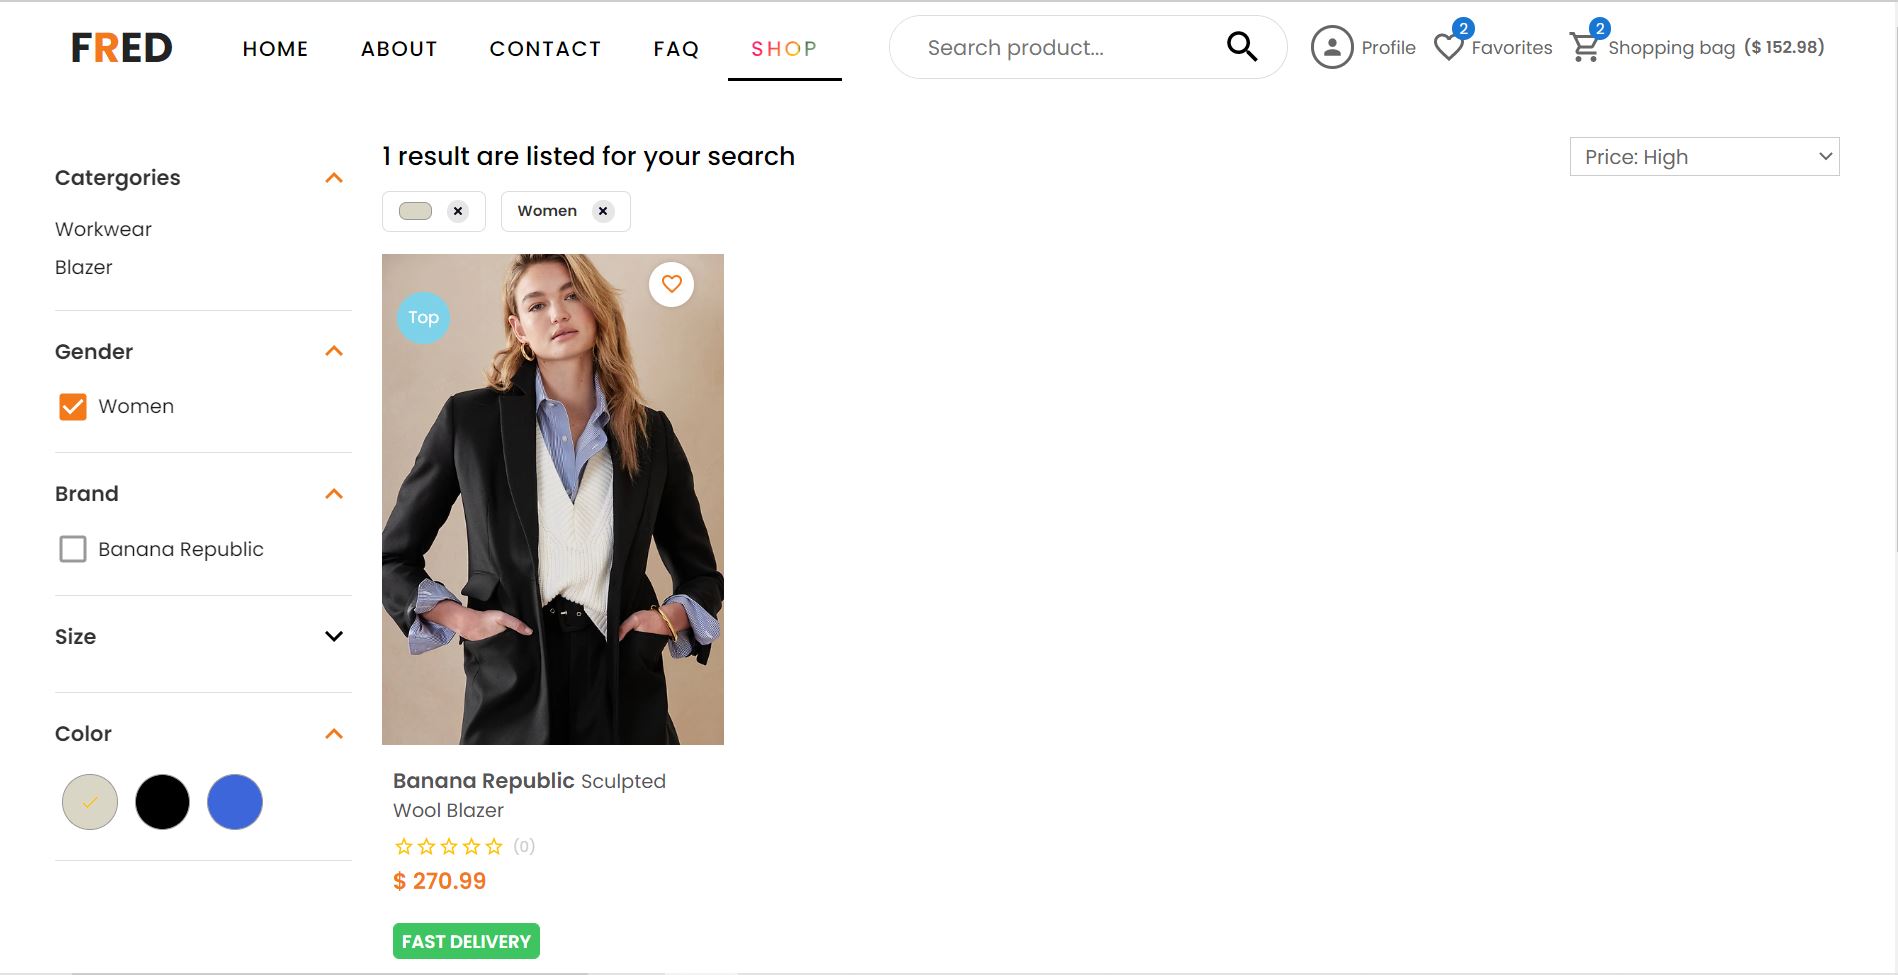 FRED
HOME
ABOUT
CONTACT
FAQ
SHOP
Search product...
Profile
2
Favorites
2
Shopping bag ($ 152.98)
Catergories
Workwear
Blazer
Gender
Women
Brand
Banana Republic
Size
Color
1 result are listed for your search
Price: High
Women
Top
Banana Republic Sculpted
Wool Blazer
(0)
$ 270.99
FAST DELIVERY